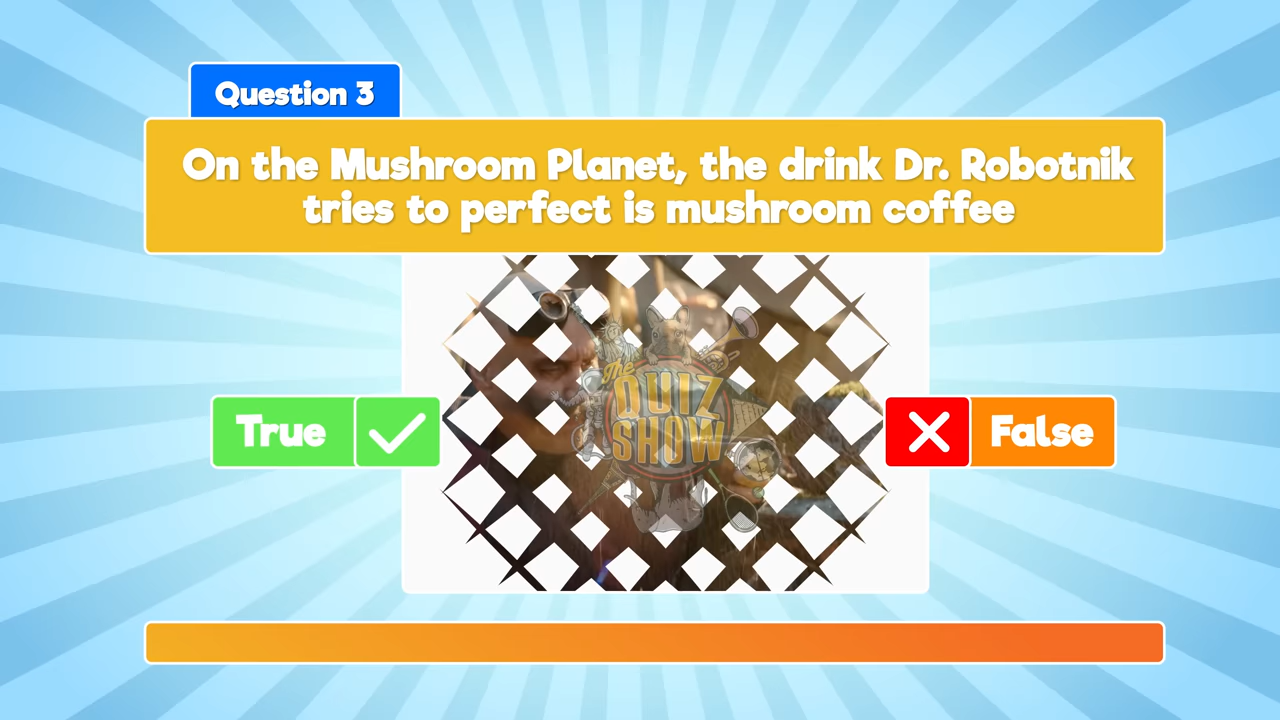 Question 3
On the Mushroom Planet, the drink Dr. Robotnik
tries to perfect is mushroom coffee
The
QUIZ
SHOW
True
False